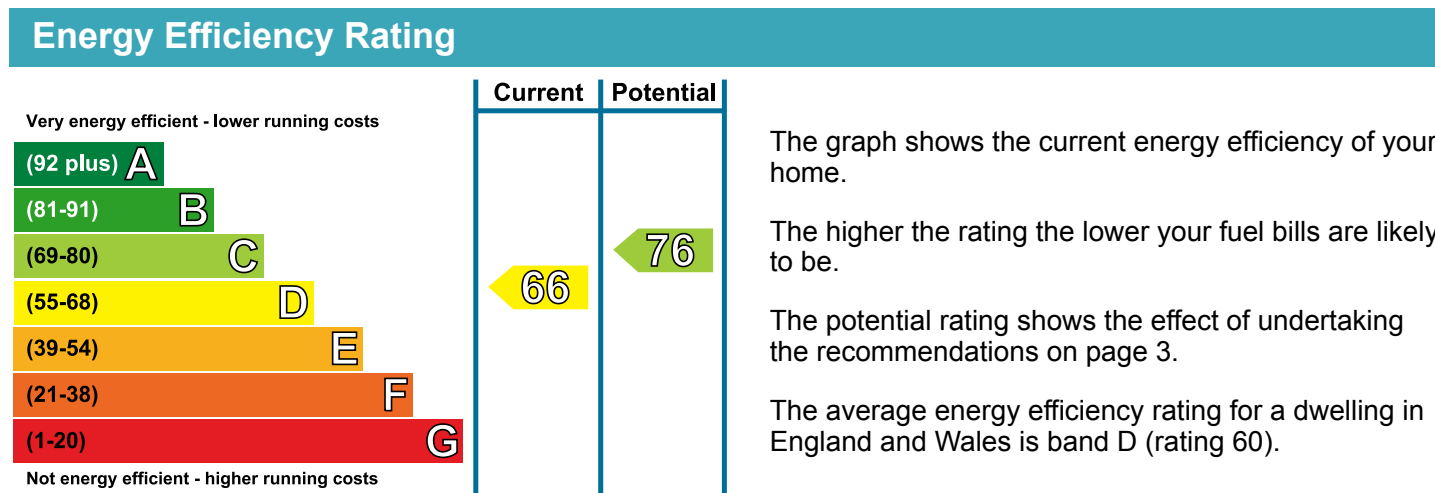 Energy Efficiency Rating
Current Potential
Very energy efficient - lower running costs
(92 plus) A
(81-91) B
(69-80) C
76
(55-68) D
66
(39-54) E
(21-38) F
(1-20) G
Not energy efficient - higher running costs
The graph shows the current energy efficiency of your
home.
The higher the rating the lower your fuel bills are likely
to be.
The potential rating shows the effect of undertaking
the recommendations on page 3.
The average energy efficiency rating for a dwelling in
England and Wales is band D (rating 60).